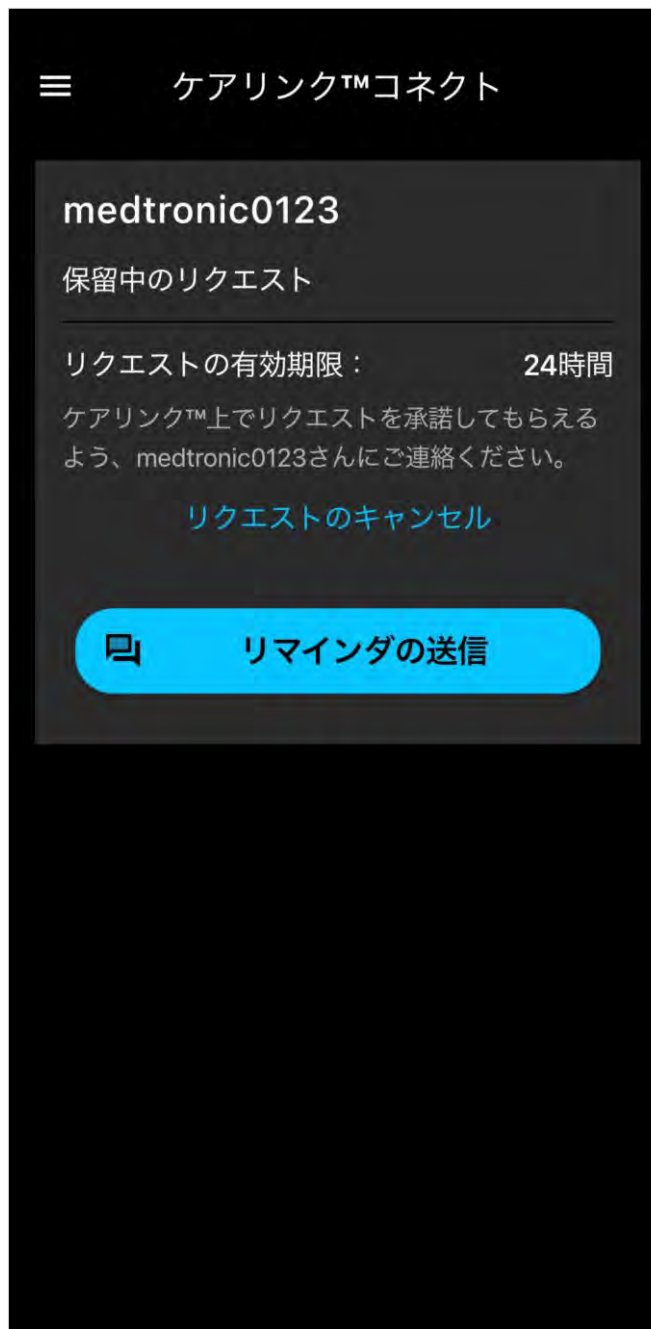 ケアリンク™コネクト
medtronic0123
保留中のリクエスト
リクエストの有効期限： 24時間
ケアリンク™上でリクエストを承諾してもらえる
よう、medtronic0123さんにご連絡ください。
リクエストのキャンセル
リマインダの送信